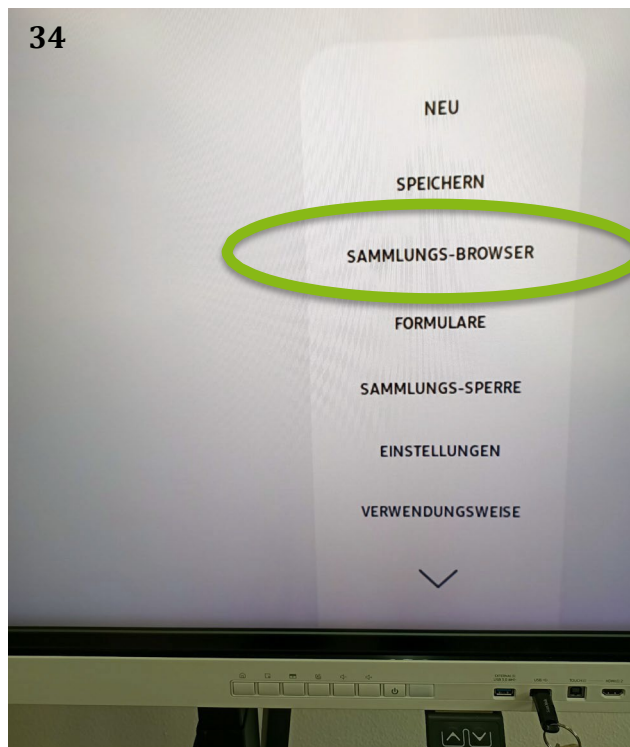 34
NEU
SPEICHERN
SAMMLUNGS-BROWSER
FORMULARE
SAMMLUNGS-SPERRE
EINSTELLUNGEN
VERWENDUNGSWEISE